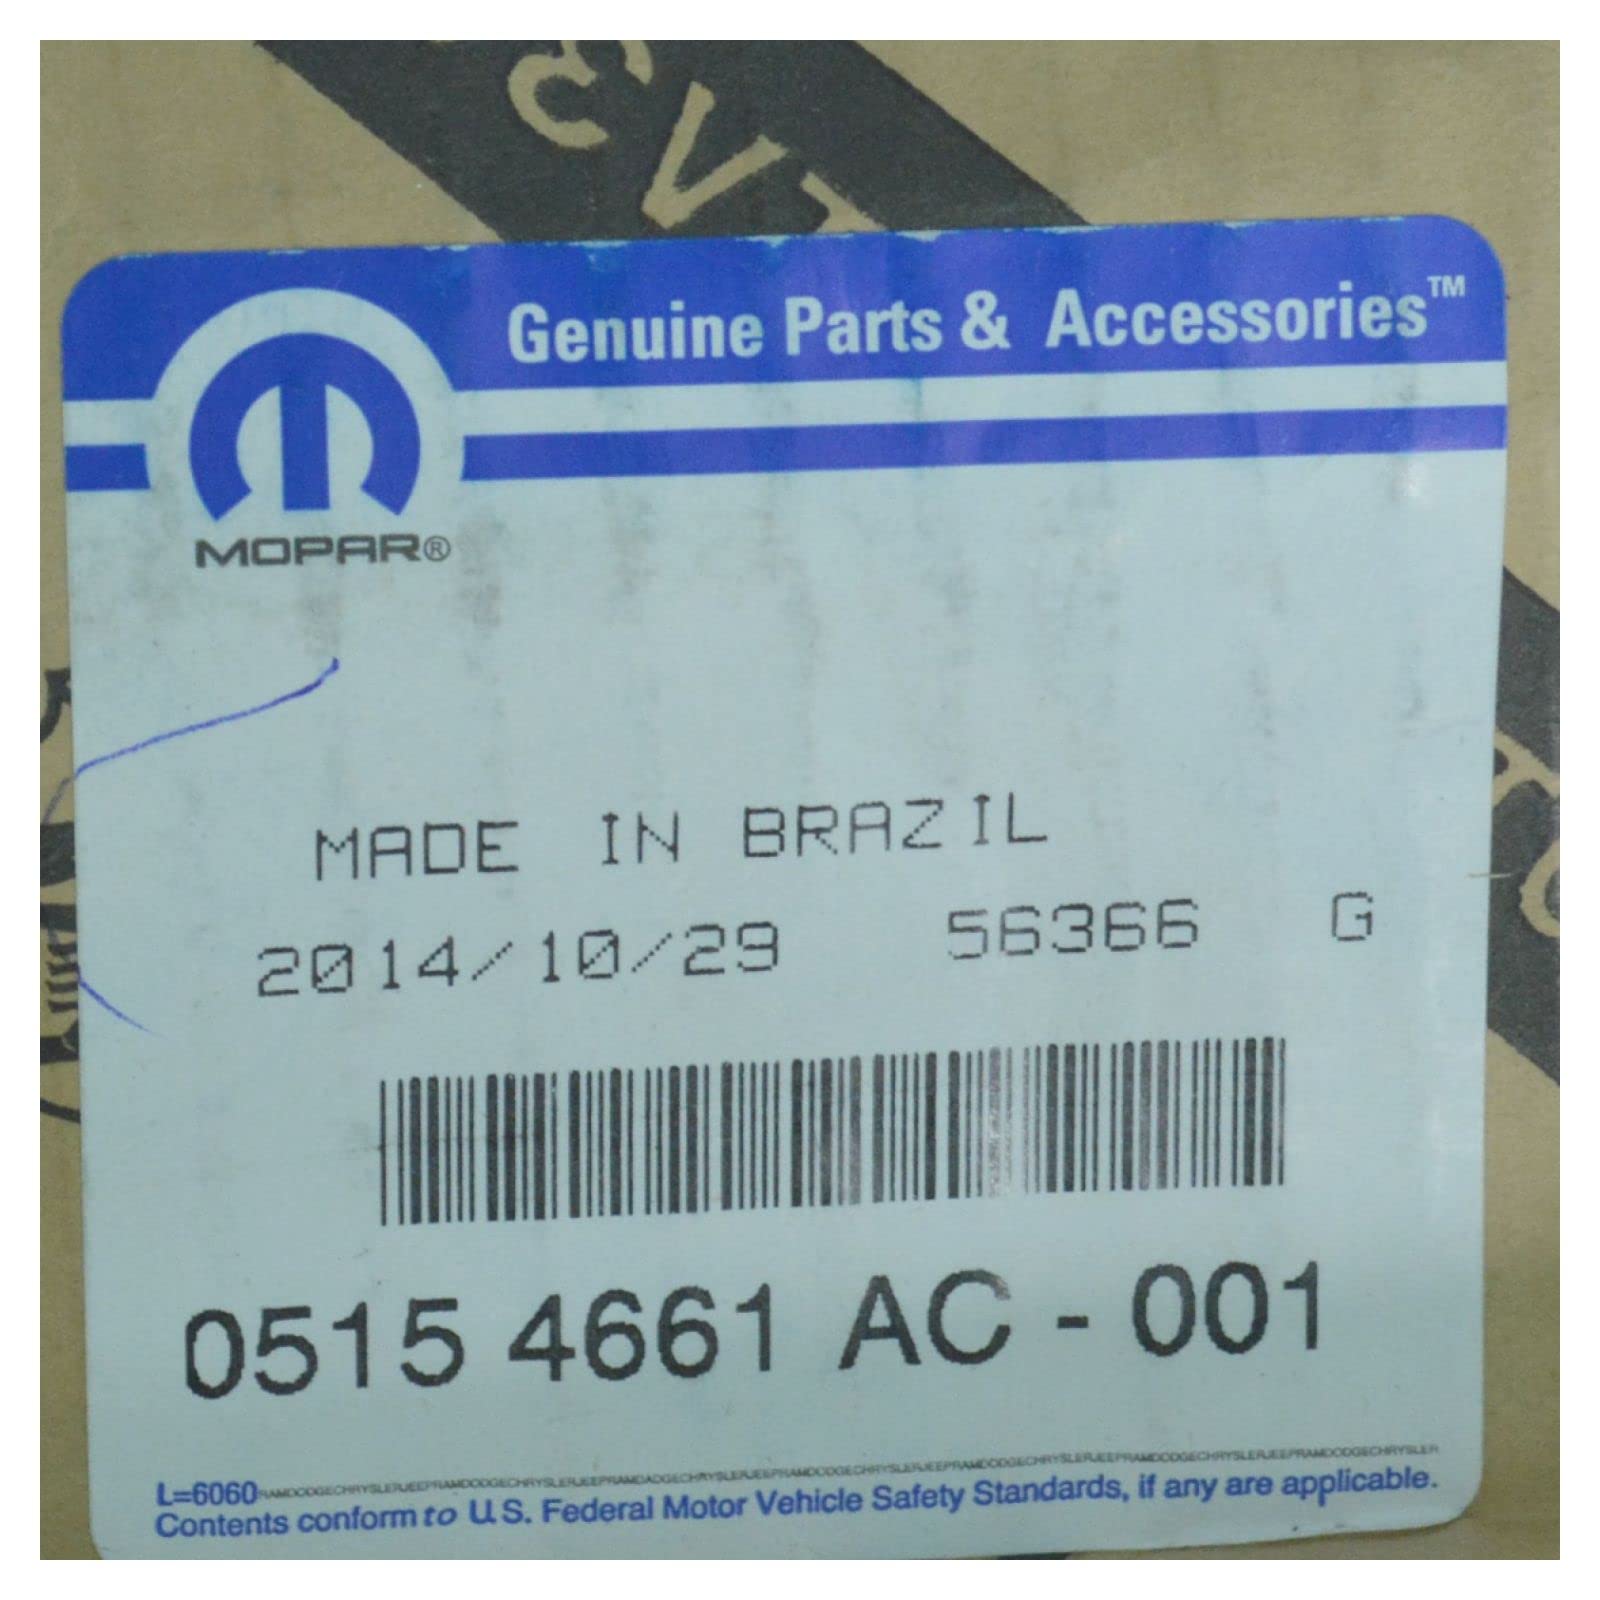 Genuine Parts & Accessories™
MOPAR®
MADE IN BRAZIL
2014/10/29 56366 G
0515 4661 AC - 001
L=6060
Contents conform to U.S. Federal Motor Vehicle Safety Standards, if any are applicable.